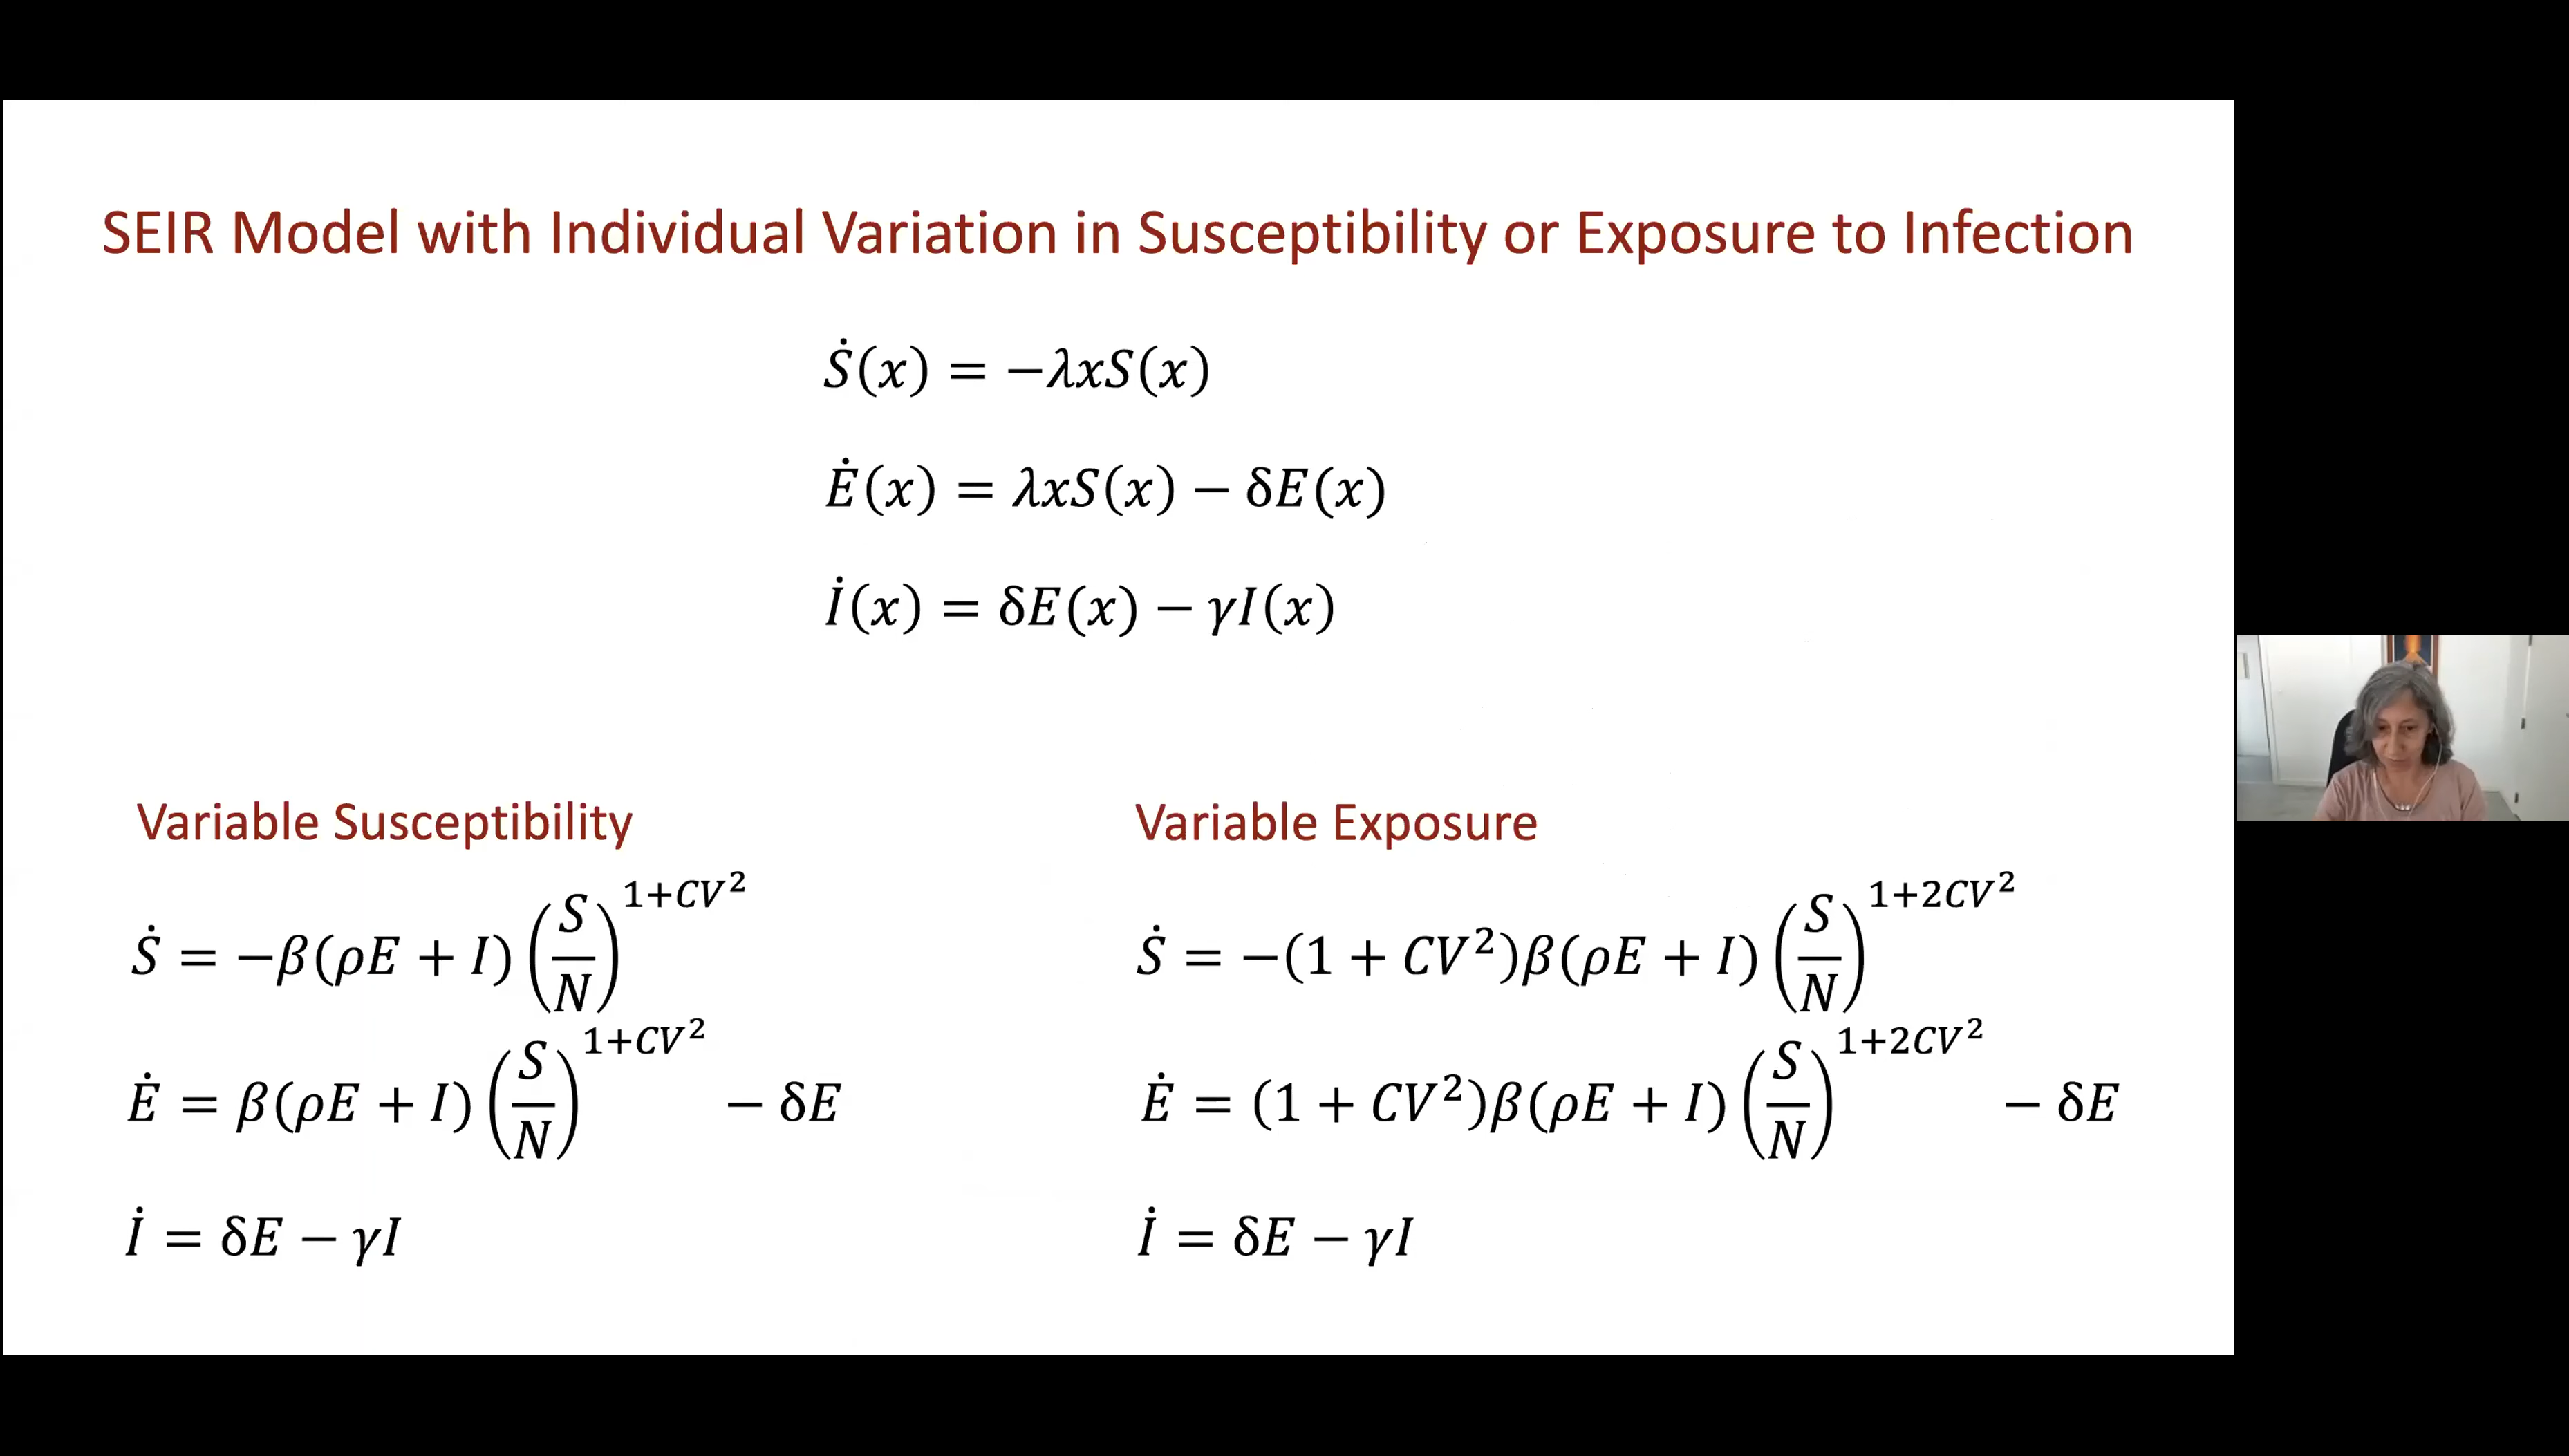 SEIR Model with Individual Variation in Susceptibility or Exposure to Infection
Ṡ(x) = −λxS(x)
Ė(x) = λxS(x) − δE(x)
İ(x) = δE(x) − γI(x)
Variable Susceptibility
Ṡ = −β(ρE + I)(S/N)^{1+CV²}
Ė = β(ρE + I)(S/N)^{1+CV²} − δE
İ = δE − γI
Variable Exposure
Ṡ = −(1 + CV²)β(ρE + I)(S/N)^{1+2CV²}
Ė = (1 + CV²)β(ρE + I)(S/N)^{1+2CV²} − δE
İ = δE − γI